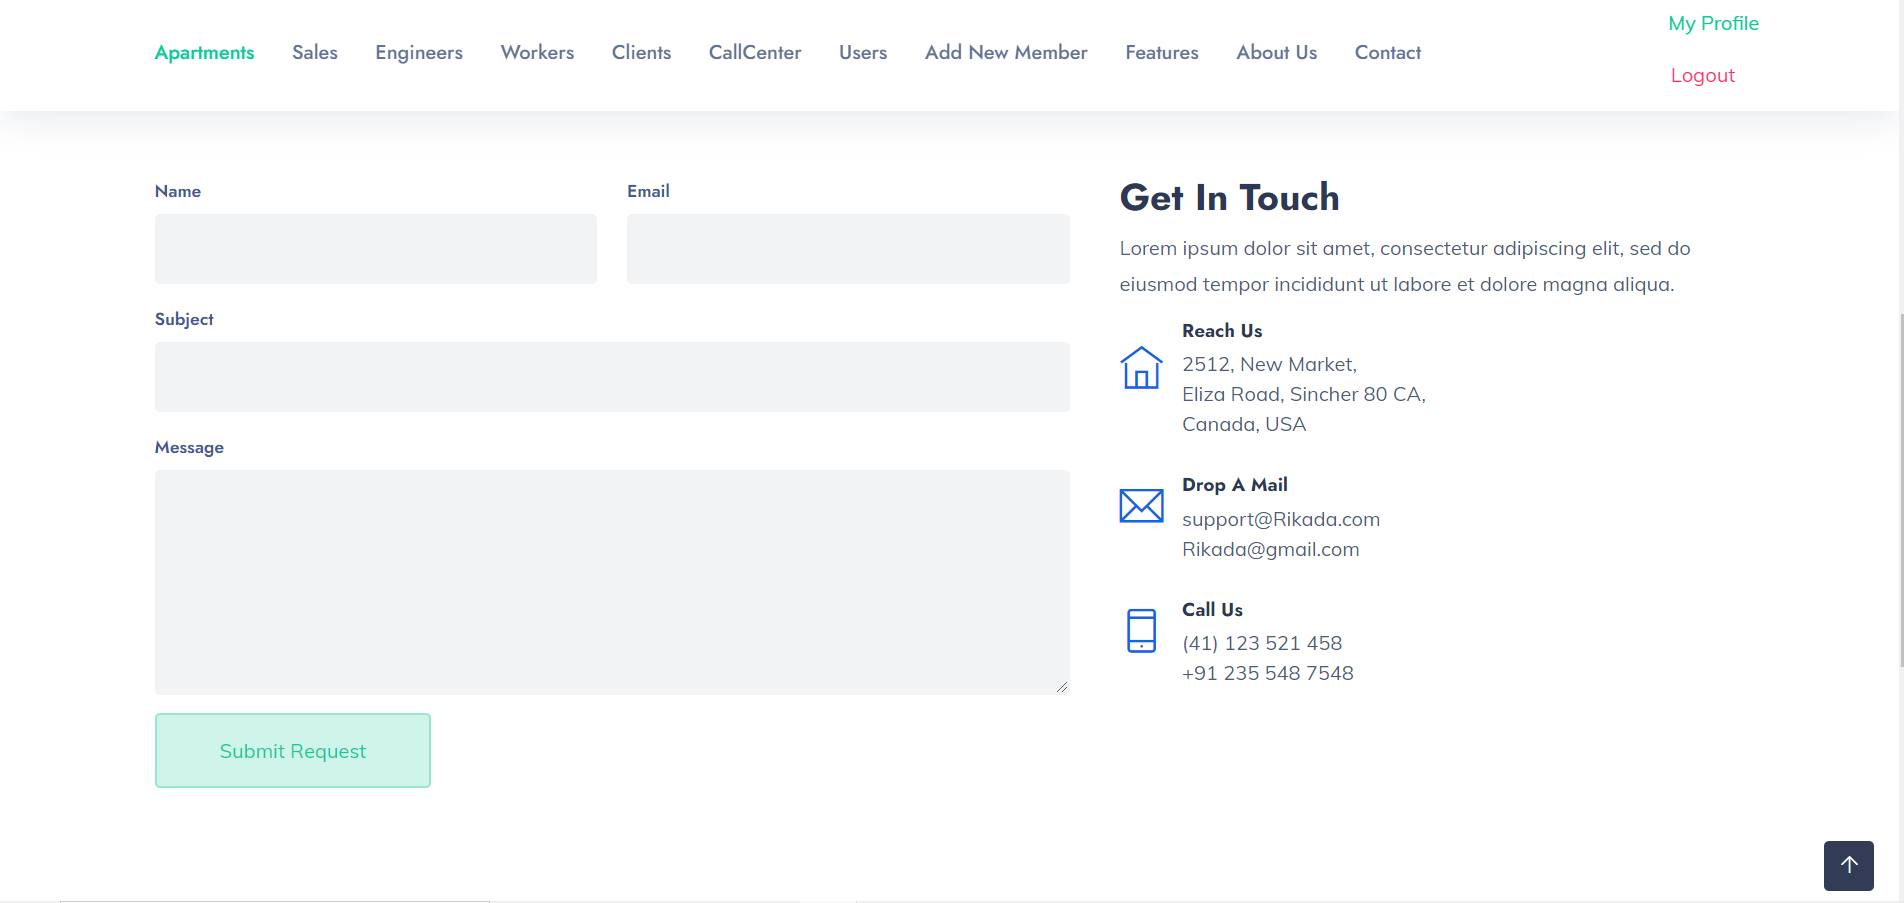 My Profile
Apartments Sales Engineers Workers Clients CallCenter Users Add New Member Features About Us Contact
Logout
Name Email
Subject
Message
Submit Request
Get In Touch
Lorem ipsum dolor sit amet, consectetur adipiscing elit, sed do
eiusmod tempor incididunt ut labore et dolore magna aliqua.
Reach Us
2512, New Market,
Eliza Road, Sincher 80 CA,
Canada, USA
Drop A Mail
support@Rikada.com
Rikada@gmail.com
Call Us
(41) 123 521 458
+91 235 548 7548